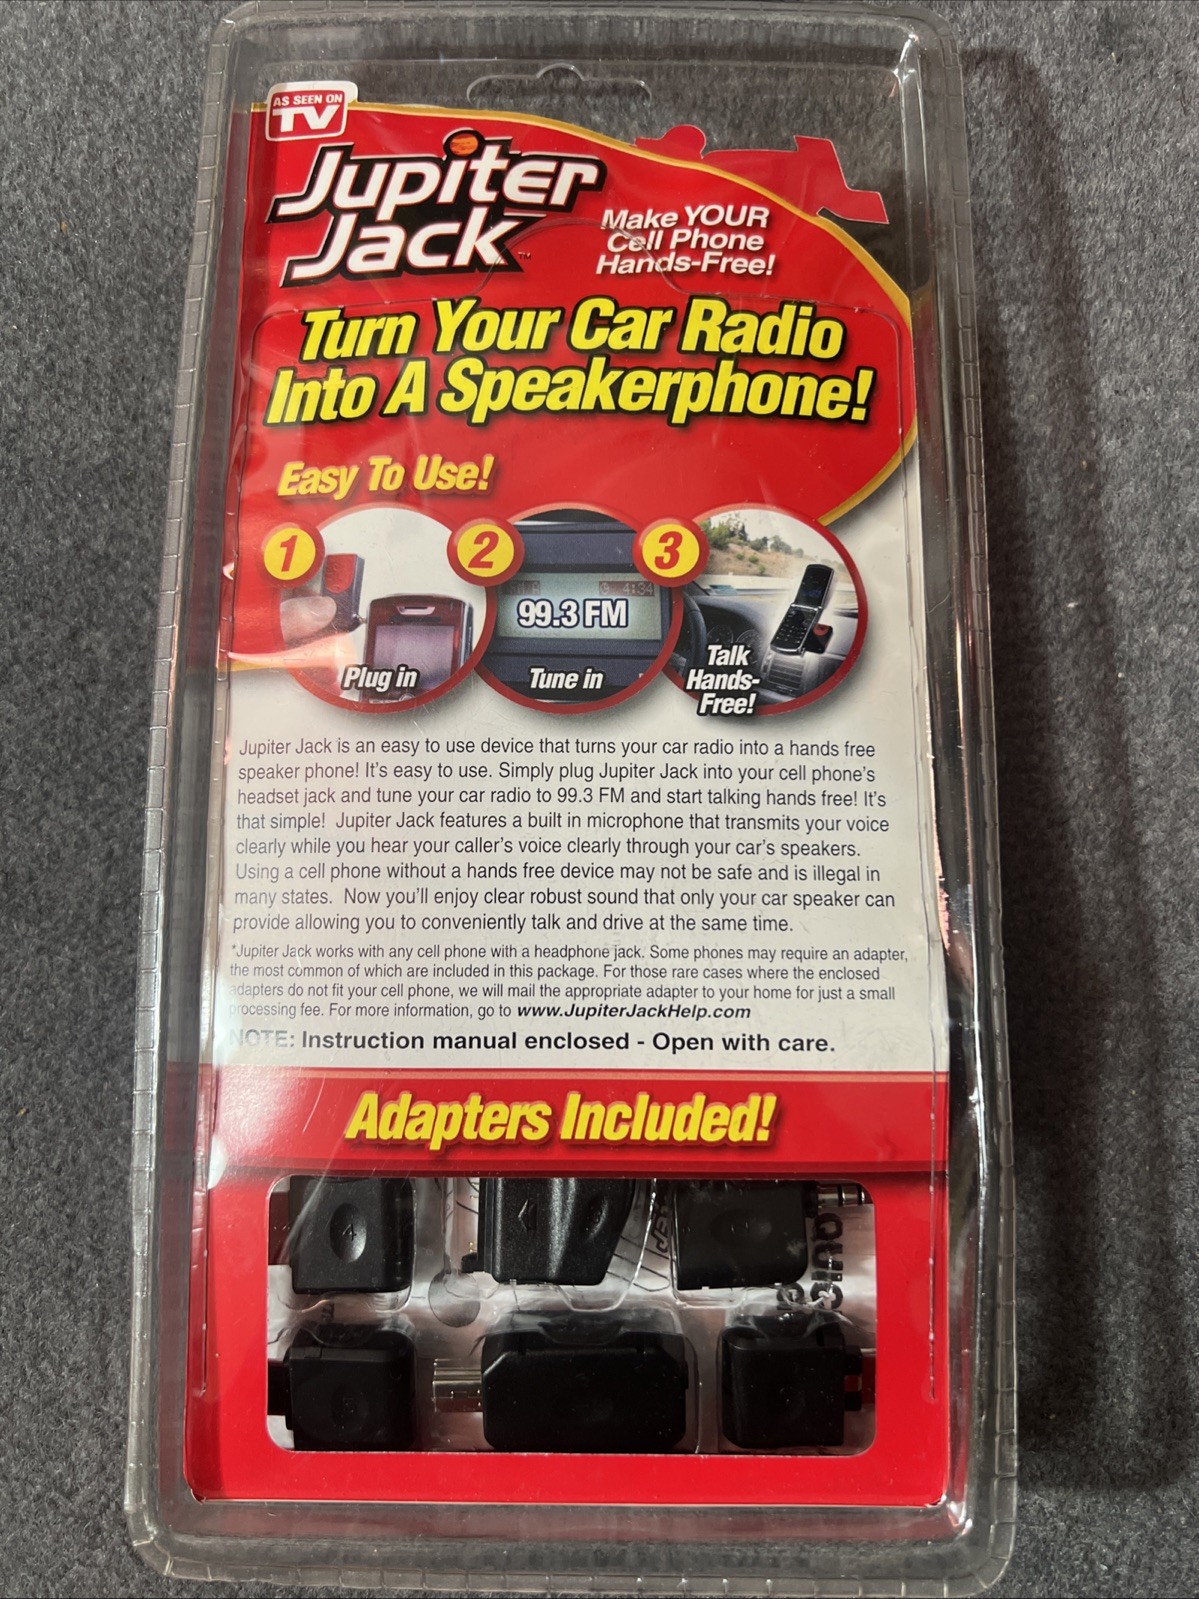 AS SEEN ON
TV
Jupiter
Jack™
Make YOUR
Cell Phone
Hands-Free!
Turn Your Car Radio
Into A Speakerphone!
Easy To Use!
1
2
3
99.3 FM
Plug in
Tune in
Talk
Hands-
Free!
Jupiter Jack is an easy to use device that turns your car radio into a hands free
speaker phone! It's easy to use. Simply plug Jupiter Jack into your cell phone's
headset jack and tune your car radio to 99.3 FM and start talking hands free! It's
that simple! Jupiter Jack features a built in microphone that transmits your voice
clearly while you hear your caller's voice clearly through your car's speakers.
Using a cell phone without a hands free device may not be safe and is illegal in
many states. Now you'll enjoy clear robust sound that only your car speaker can
provide allowing you to conveniently talk and drive at the same time.
*Jupiter Jack works with any cell phone with a headphone jack. Some phones may require an adapter,
the most common of which are included in this package. For those rare cases where the enclosed
adapters do not fit your cell phone, we will mail the appropriate adapter to your home for just a small
processing fee. For more information, go to www.JupiterJackHelp.com
NOTE: Instruction manual enclosed - Open with care.
Adapters Included!
4